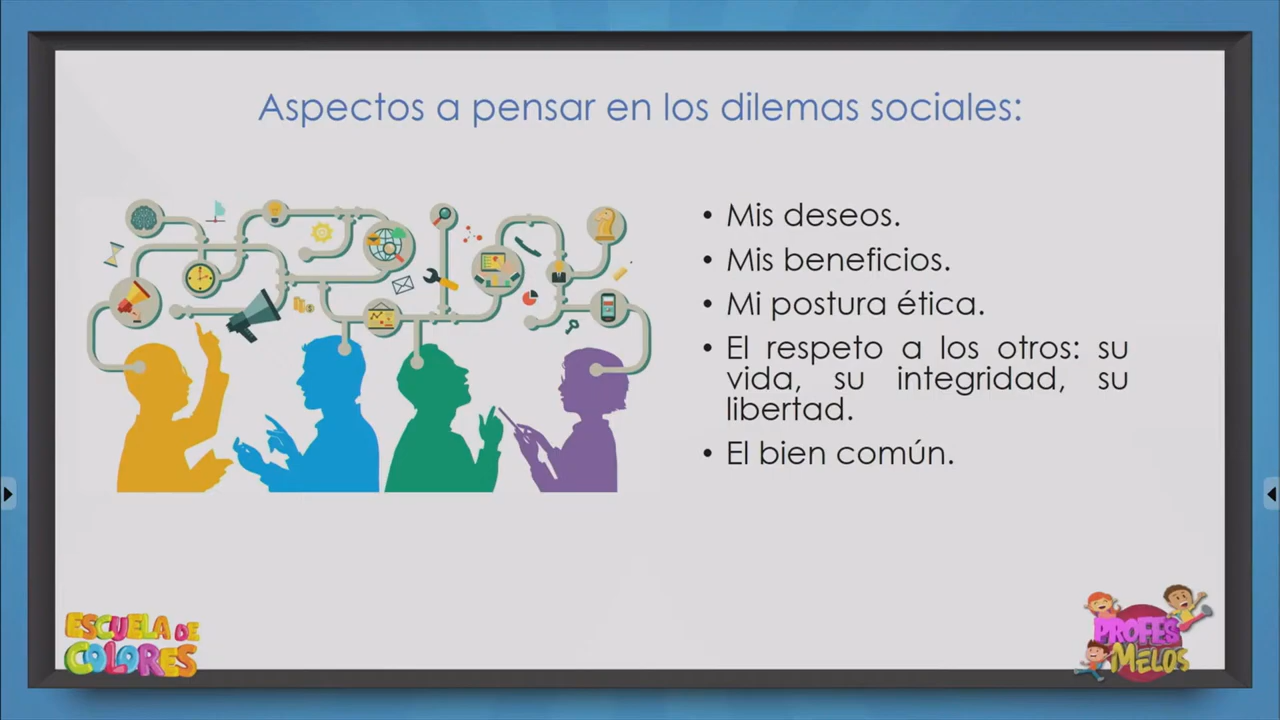 Aspectos a pensar en los dilemas sociales:
• Mis deseos.
• Mis beneficios.
• Mi postura ética.
• El respeto a los otros: su
vida, su integridad, su
libertad.
• El bien común.
ESCUELA DE
COLORES
PROFES
MELOS